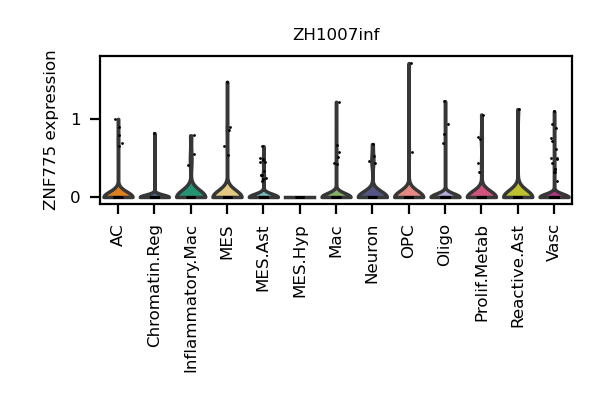 ZH1007inf
ZNF775 expression
1
0
AC
Chromatin.Reg
Inflammatory.Mac
MES
MES.Ast
MES.Hyp
Mac
Neuron
OPC
Oligo
Prolif.Metab
Reactive.Ast
Vasc